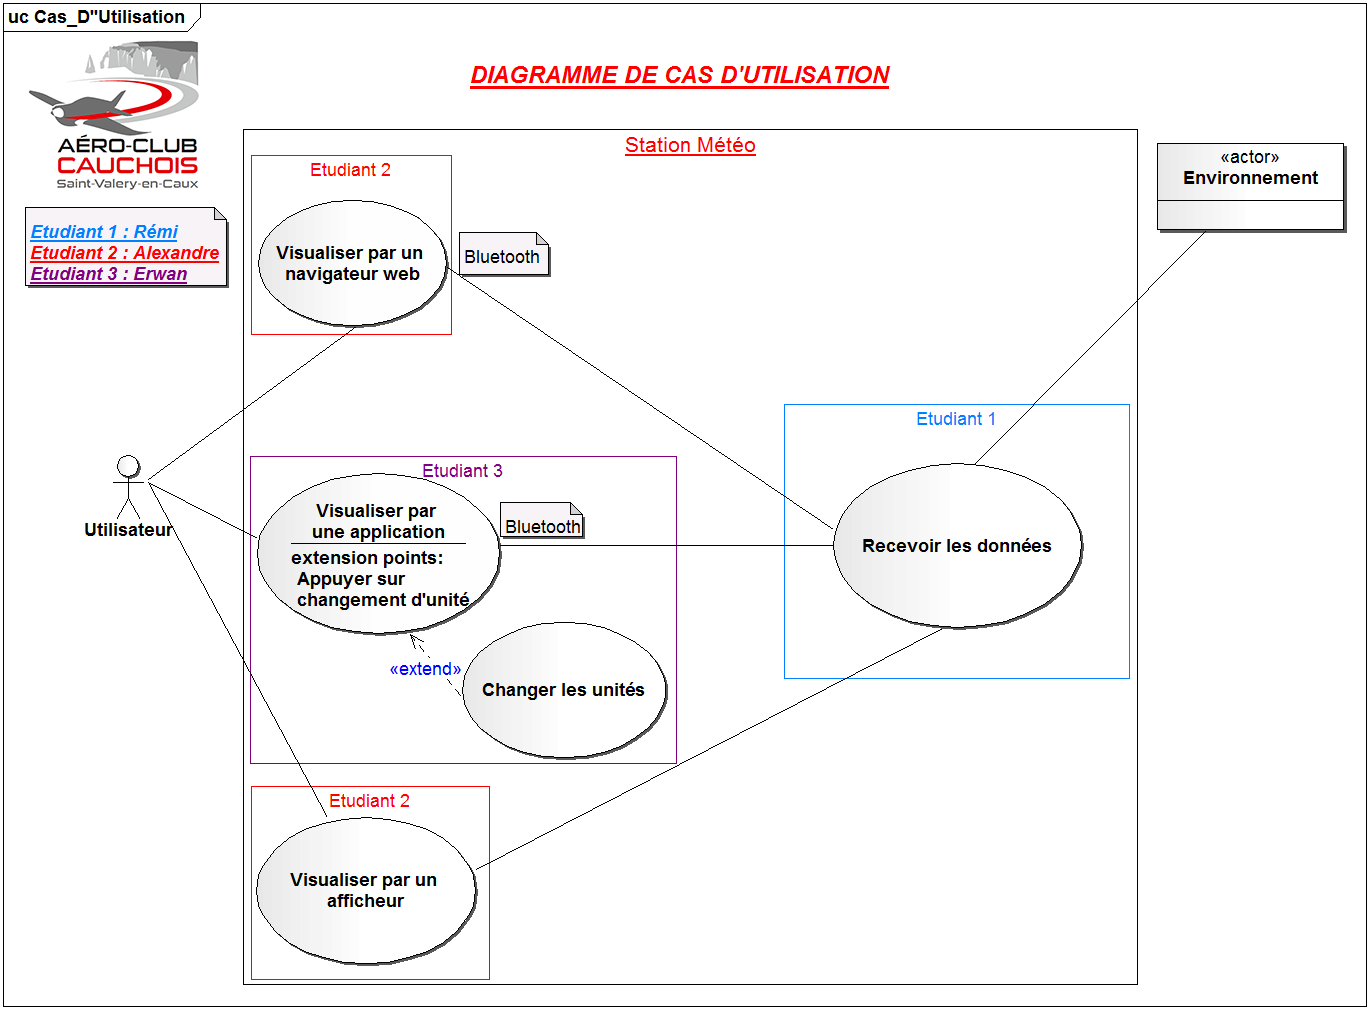 uc Cas_D"Utilisation
DIAGRAMME DE CAS D'UTILISATION
AÉRO-CLUB
CAUCHOIS
Saint-Valery-en-Caux
Etudiant 1 : Rémi
Etudiant 2 : Alexandre
Etudiant 3 : Erwan
Station Météo
«actor»
Environnement
Etudiant 2
Visualiser par un
navigateur web
Bluetooth
Etudiant 1
Recevoir les données
Utilisateur
Etudiant 3
Visualiser par
une application
extension points:
Appuyer sur
changement d'unité
Bluetooth
«extend»
Changer les unités
Etudiant 2
Visualiser par un
afficheur